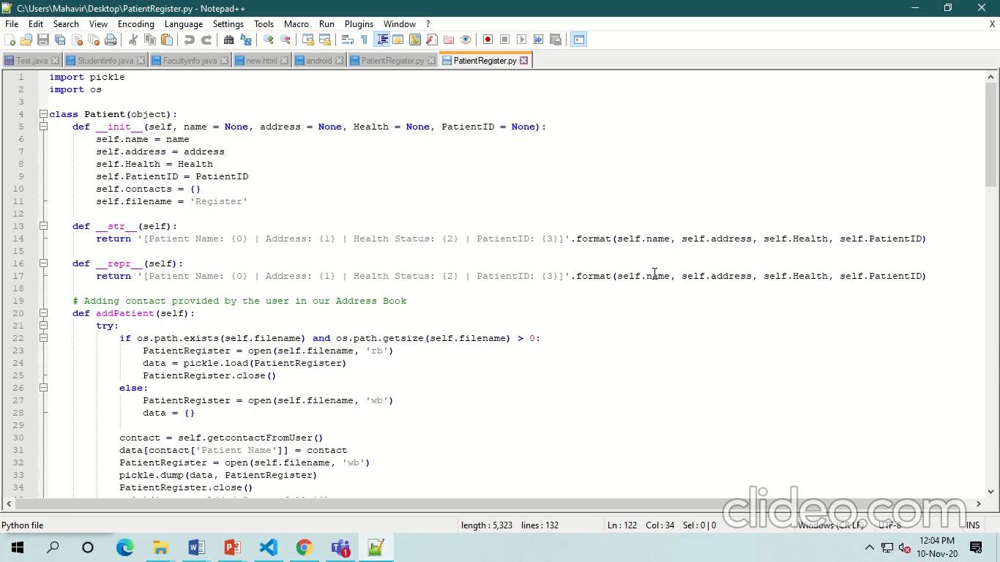 C:\Users\Mahavir\Desktop\PatientRegister.py - Notepad++
File Edit Search View Encoding Language Settings Tools Macro Run Plugins Window ? X
Test.java Studentinfo.java Facultyinfo.java new.html android PatientRegister.py PatientRegister.py
1 import pickle
2 import os
3
4 class Patient(object):
5 def __init__(self, name = None, address = None, Health = None, PatientID = None):
6 self.name = name
7 self.address = address
8 self.Health = Health
9 self.PatientID = PatientID
10 self.contacts = {}
11 self.filename = 'Register'
12
13 def __str__(self):
14 return '[Patient Name: {0} | Address: {1} | Health Status: {2} | PatientID: {3}]'.format(self.name, self.address, self.Health, self.PatientID)
15
16 def __repr__(self):
17 return '[Patient Name: {0} | Address: {1} | Health Status: {2} | PatientID: {3}]'.format(self.name, self.address, self.Health, self.PatientID)
18
19 # Adding contact provided by the user in our Address Book
20 def addPatient(self):
21 try:
22 if os.path.exists(self.filename) and os.path.getsize(self.filename) > 0:
23 PatientRegister = open(self.filename, 'rb')
24 data = pickle.load(PatientRegister)
25 PatientRegister.close()
26 else:
27 PatientRegister = open(self.filename, 'wb')
28 data = {}
29
30 contact = self.getcontactFromUser()
31 data[contact['Patient Name']] = contact
32 PatientRegister = open(self.filename, 'wb')
33 pickle.dump(data, PatientRegister)
34 PatientRegister.close()
clideo.com
Python file length : 5,323 lines : 132 Ln : 122 Col : 34 Sel : 0 | 0 Windows (CR LF) UTF-8 INS
1
12:04 PM
10-Nov-20